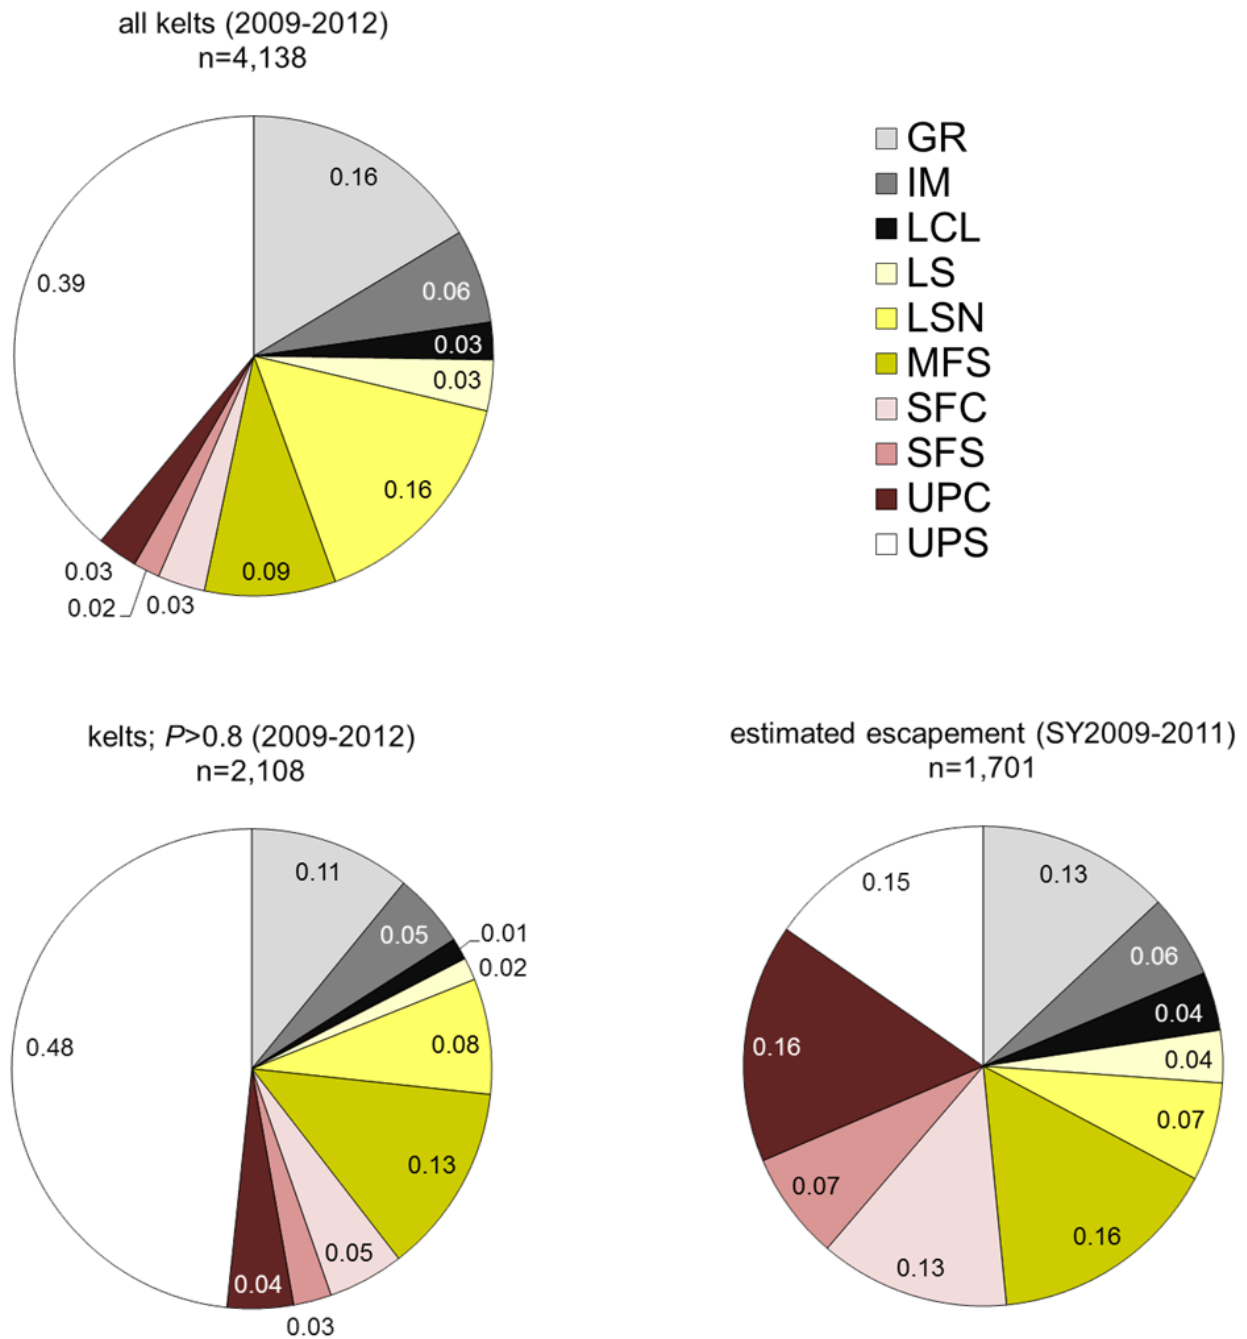 all kelts (2009-2012)
n=4,138
0.16
0.06
0.03
0.03
0.16
0.09
0.03
0.02
0.03
0.39
GR
IM
LCL
LS
LSN
MFS
SFC
SFS
UPC
UPS
kelts; P>0.8 (2009-2012)
n=2,108
0.11
0.05
0.01
0.02
0.08
0.13
0.05
0.03
0.04
0.48
estimated escapement (SY2009-2011)
n=1,701
0.13
0.06
0.04
0.04
0.07
0.16
0.13
0.07
0.16
0.15